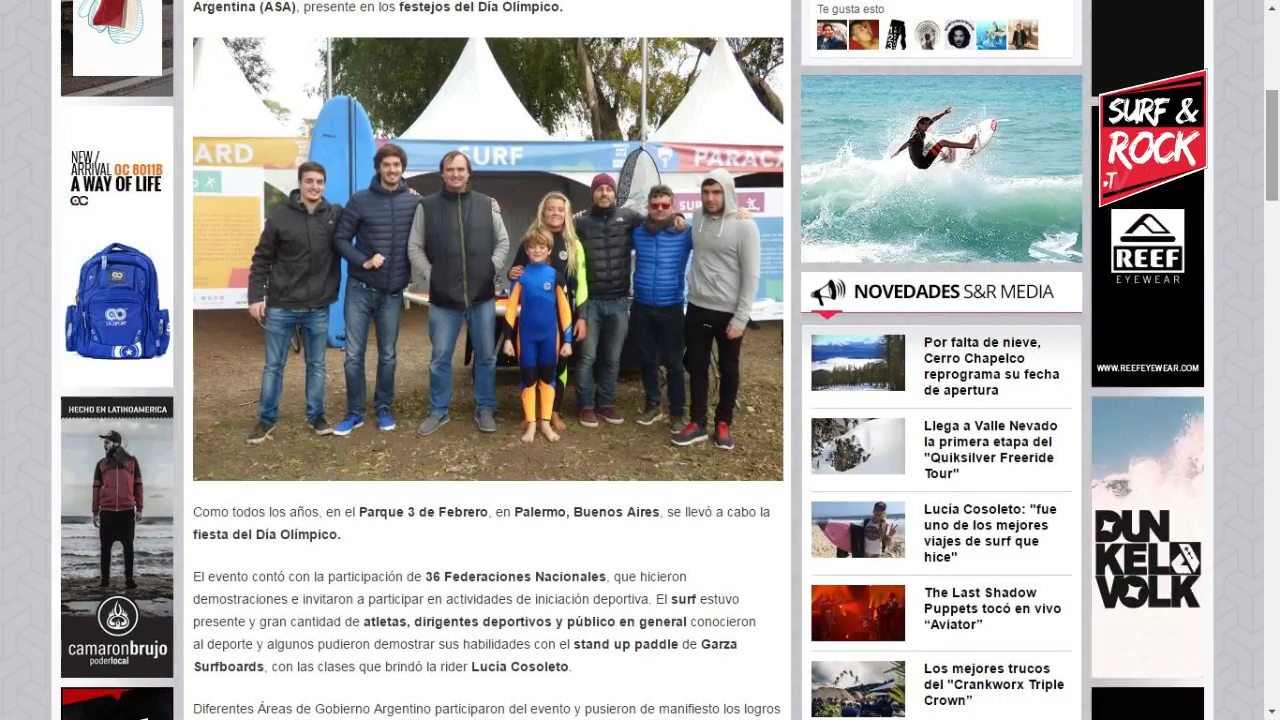 Argentina (ASA), presente en los festejos del Día Olímpico.
ARD
SURF
PARACA
SUR
Como todos los años, en el Parque 3 de Febrero, en Palermo, Buenos Aires, se llevó a cabo la
fiesta del Día Olímpico.
El evento contó con la participación de 36 Federaciones Nacionales, que hicieron
demostraciones e invitaron a participar en actividades de iniciación deportiva. El surf estuvo
presente y gran cantidad de atletas, dirigentes deportivos y público en general conocieron
al deporte y algunos pudieron demostrar sus habilidades con el stand up paddle de Garza
Surfboards, con las clases que brindó la rider Lucía Cosoleto.
Diferentes Áreas de Gobierno Argentino participaron del evento y pusieron de manifiesto los logros
NEW/
ARRIVAL OC 8011B
A WAY OF LIFE
OC
HECHO EN LATINOAMERICA
camaronbrujo
poderlocal
Te gusta esto
NOVEDADES S&R MEDIA
Por falta de nieve,
Cerro Chapelco
reprograma su fecha
de apertura
Llega a Valle Nevado
la primera etapa del
"Quiksilver Freeride
Tour"
Lucía Cosoleto: "fue
uno de los mejores
viajes de surf que
hice"
The Last Shadow
Puppets tocó en vivo
“Aviator”
Los mejores trucos
del "Crankworx Triple
Crown”
SURF &
ROCK
.T
REEF
EYEWEAR
WWW.REEFEYEWEAR.COM
DUN
KEL
VOLK